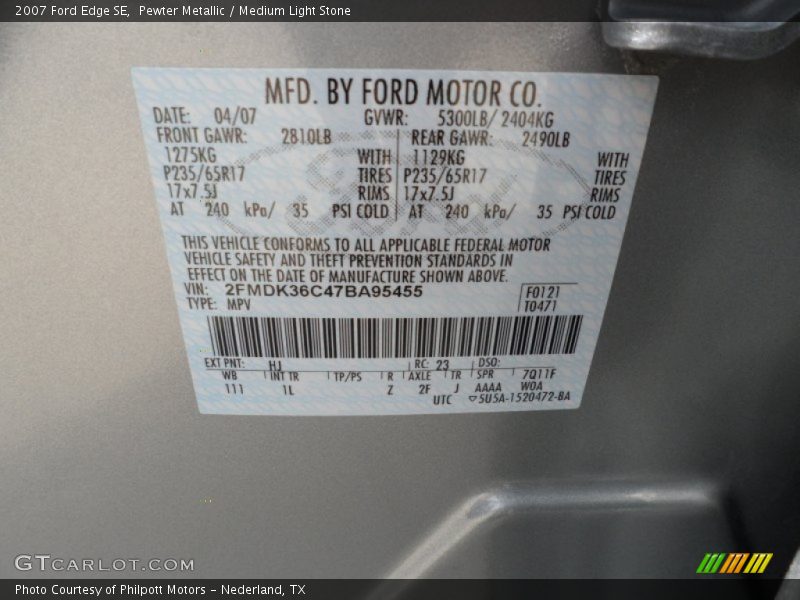 2007 Ford Edge SE, Pewter Metallic / Medium Light Stone
MFD. BY FORD MOTOR CO.
DATE: 04/07 GVWR: 5300LB/ 2404KG
FRONT GAWR: 2810LB REAR GAWR: 2490LB
1275KG WITH 1129KG WITH
P235/65R17 TIRES P235/65R17 TIRES
17x7.5J RIMS 17x7.5J RIMS
AT 240 kPa/ 35 PSI COLD AT 240 kPa/ 35 PSI COLD
THIS VEHICLE CONFORMS TO ALL APPLICABLE FEDERAL MOTOR
VEHICLE SAFETY AND THEFT PREVENTION STANDARDS IN
EFFECT ON THE DATE OF MANUFACTURE SHOWN ABOVE.
VIN: 2FMDK36C47BA95455 F0121
TYPE: MPV T0471
EXT PNT: HJ RC: 23 DSO:
WB INT TR TP/PS R AXLE TR SPR 7Q11F
111 1L Z 2F J AAAA WOA
UTC ▽5U5A-1520472-BA
GTCARLOT.COM
Photo Courtesy of Philpott Motors - Nederland, TX